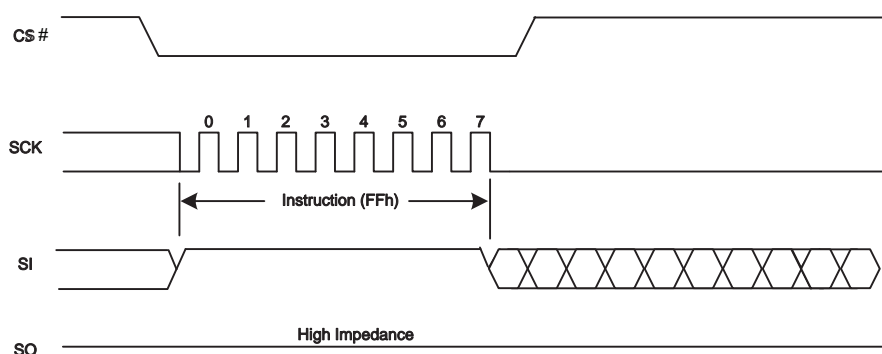 CS #
0 1 2 3 4 5 6 7
SCK
Instruction (FFh)
SI
High Impedance
SO